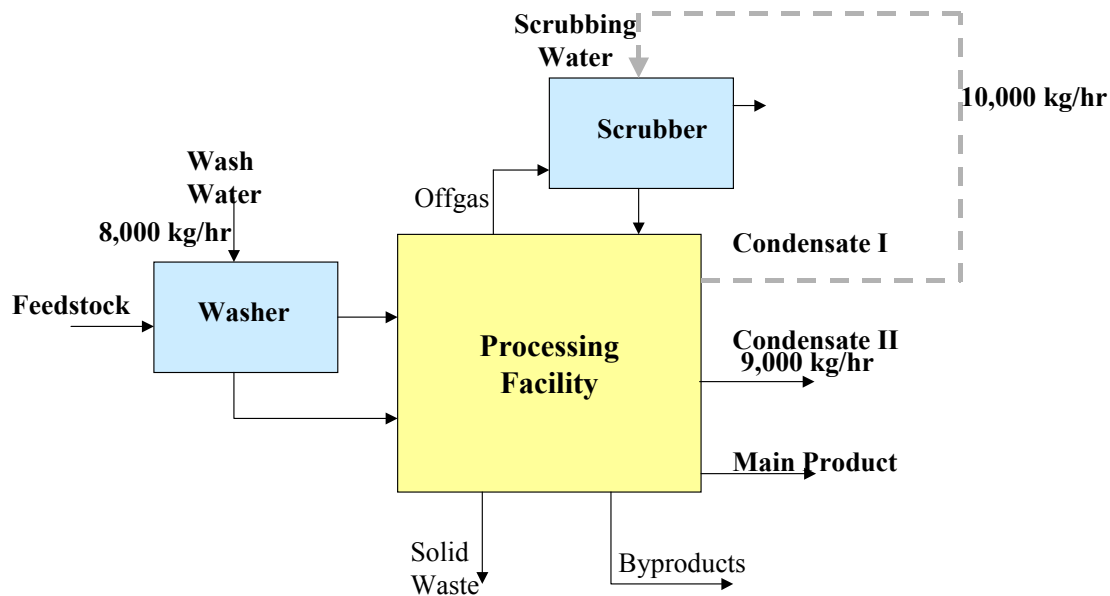 Scrubbing
Water
10,000 kg/hr
Scrubber
Wash
Water
Offgas
8,000 kg/hr
Condensate I
Feedstock
Washer
Processing
Facility
Condensate II
9,000 kg/hr
Main Product
Solid
Waste
Byproducts